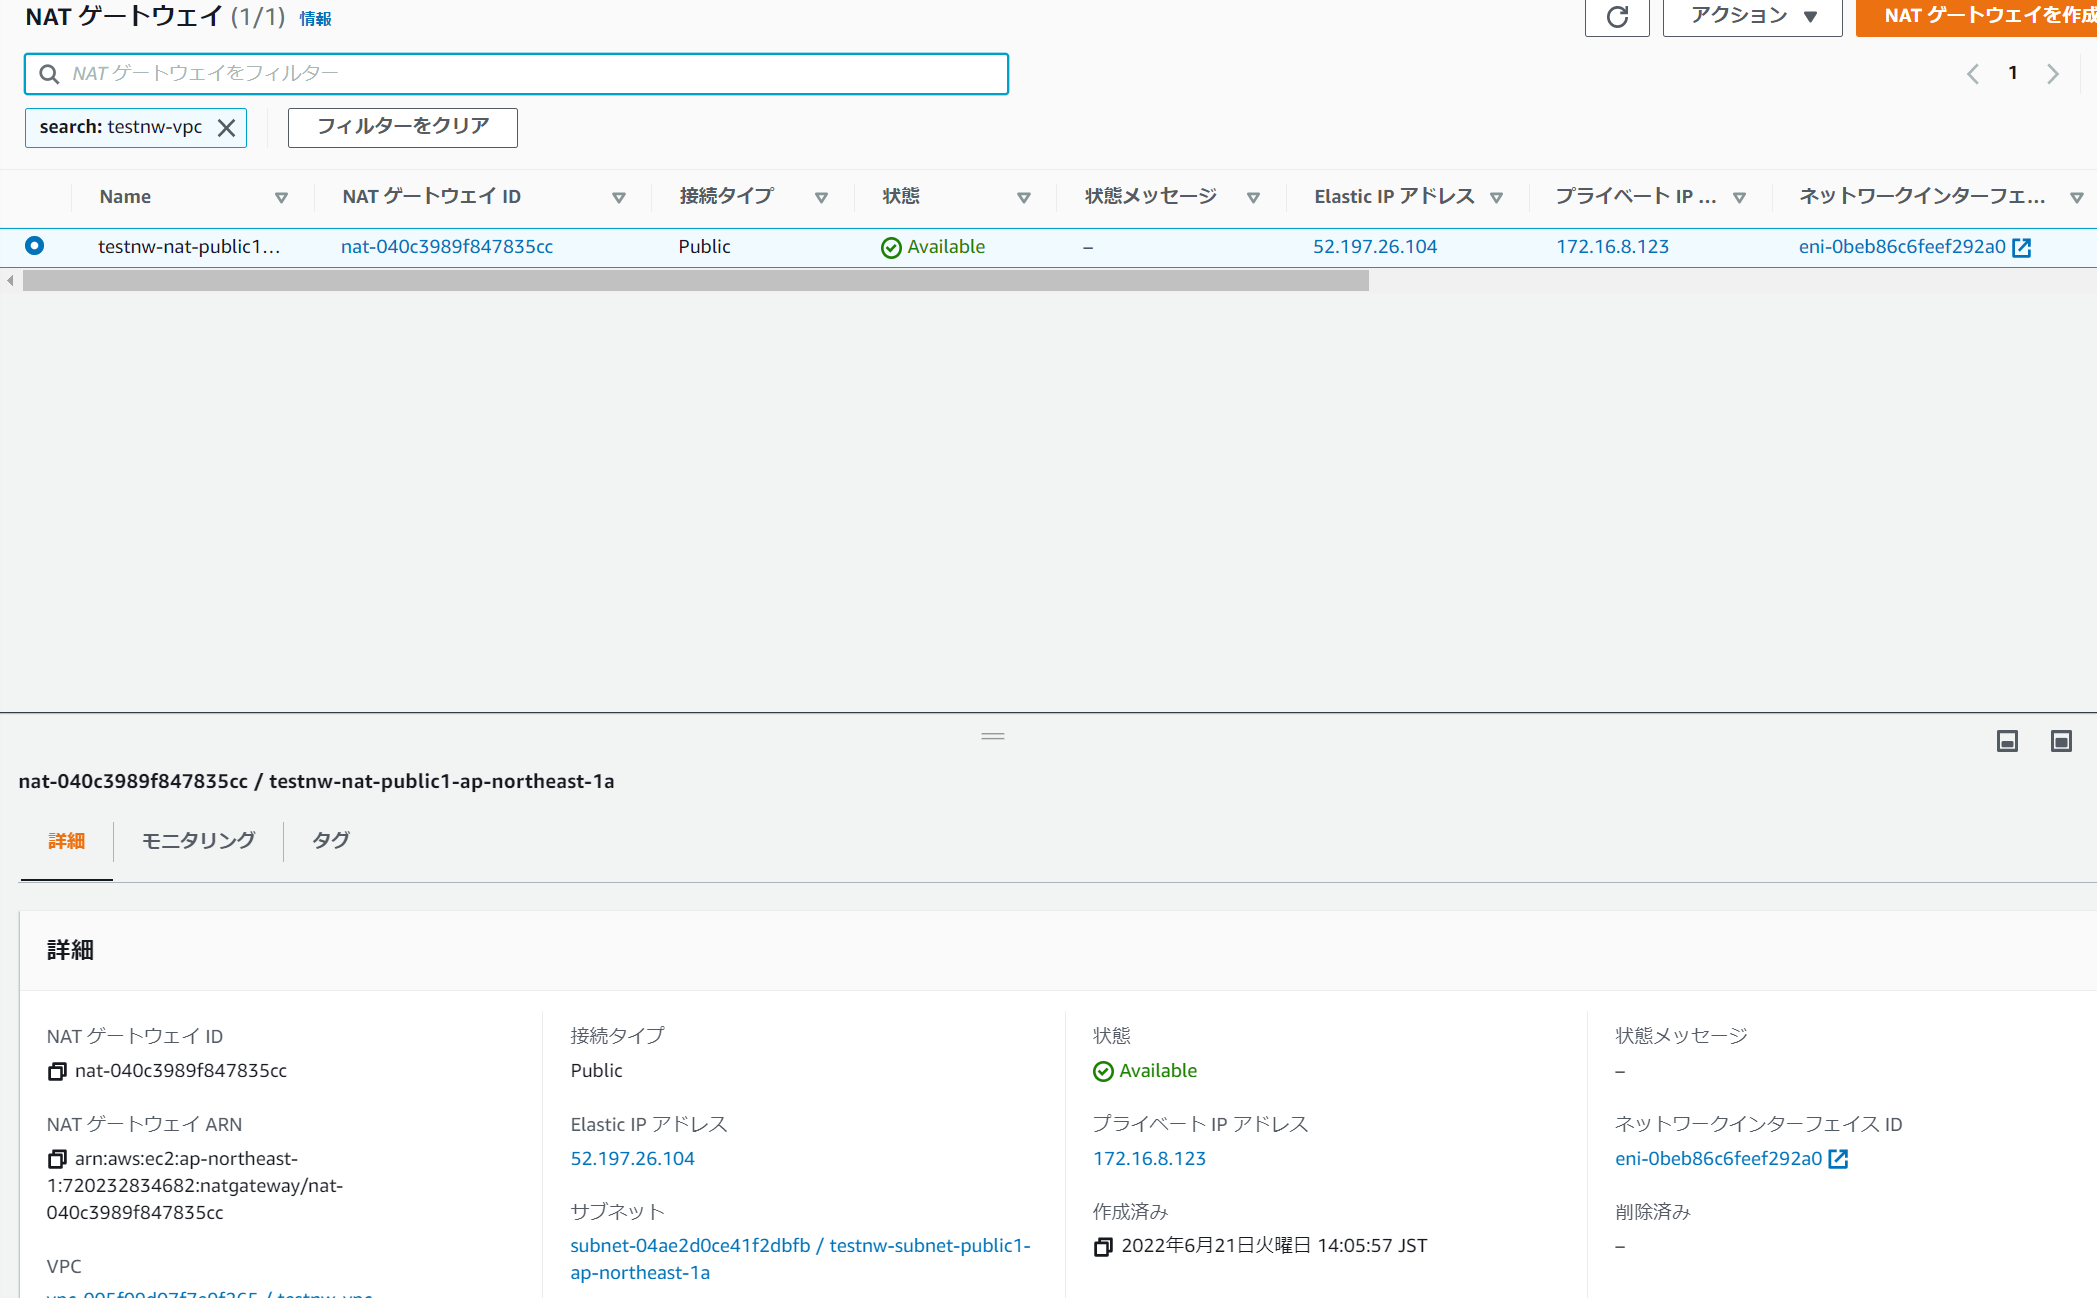 NAT ゲートウェイ (1/1) 情報
アクション
NAT ゲートウェイを作成
NAT ゲートウェイをフィルター
1
search: testnw-vpc
フィルターをクリア
Name NAT ゲートウェイ ID 接続タイプ 状態 状態メッセージ Elastic IP アドレス プライベート IP ... ネットワークインターフェ...
testnw-nat-public1... nat-040c3989f847835cc Public Available – 52.197.26.104 172.16.8.123 eni-0beb86c6feef292a0
nat-040c3989f847835cc / testnw-nat-public1-ap-northeast-1a
詳細 モニタリング タグ
詳細
NAT ゲートウェイ ID
nat-040c3989f847835cc
接続タイプ
Public
状態
Available
状態メッセージ
–
NAT ゲートウェイ ARN
arn:aws:ec2:ap-northeast-
1:720232834682:natgateway/nat-
040c3989f847835cc
Elastic IP アドレス
52.197.26.104
プライベート IP アドレス
172.16.8.123
ネットワークインターフェイス ID
eni-0beb86c6feef292a0
VPC
サブネット
subnet-04ae2d0ce41f2dbfb / testnw-subnet-public1-
ap-northeast-1a
作成済み
2022年6月21日火曜日 14:05:57 JST
削除済み
–